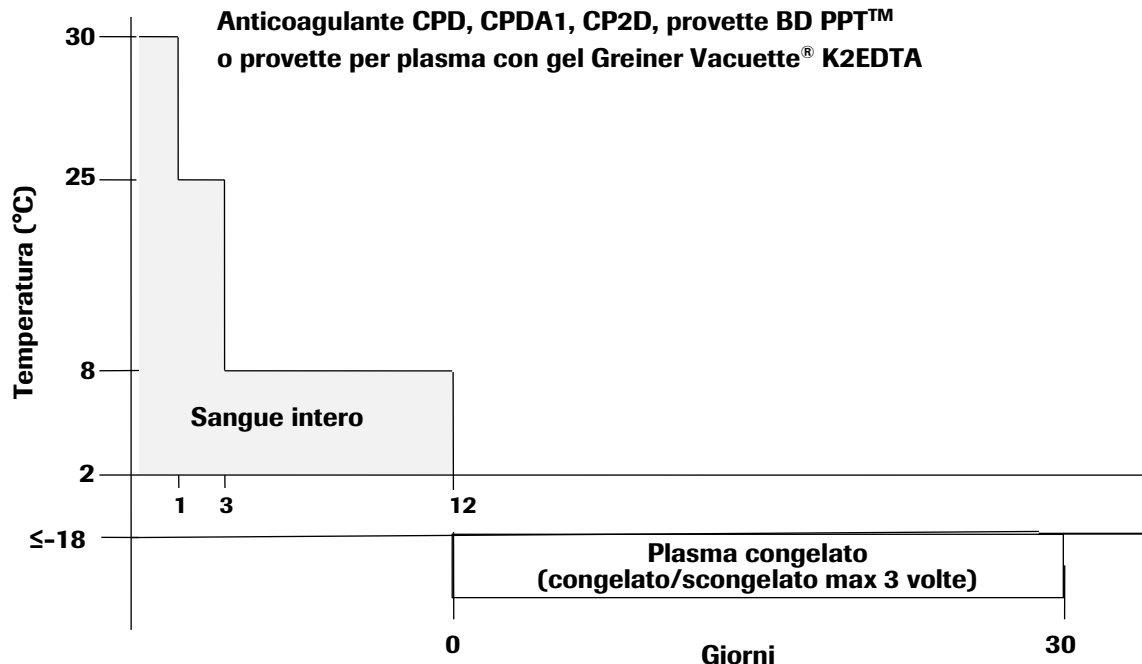 Anticoagulante CPD, CPDA1, CP2D, provette BD PPT™
o provette per plasma con gel Greiner Vacuette® K2EDTA
30
25
Temperatura (°C)
8
Sangue intero
2
1 3 12
≤-18
Plasma congelato
(congelato/scongelato max 3 volte)
0 30
Giorni